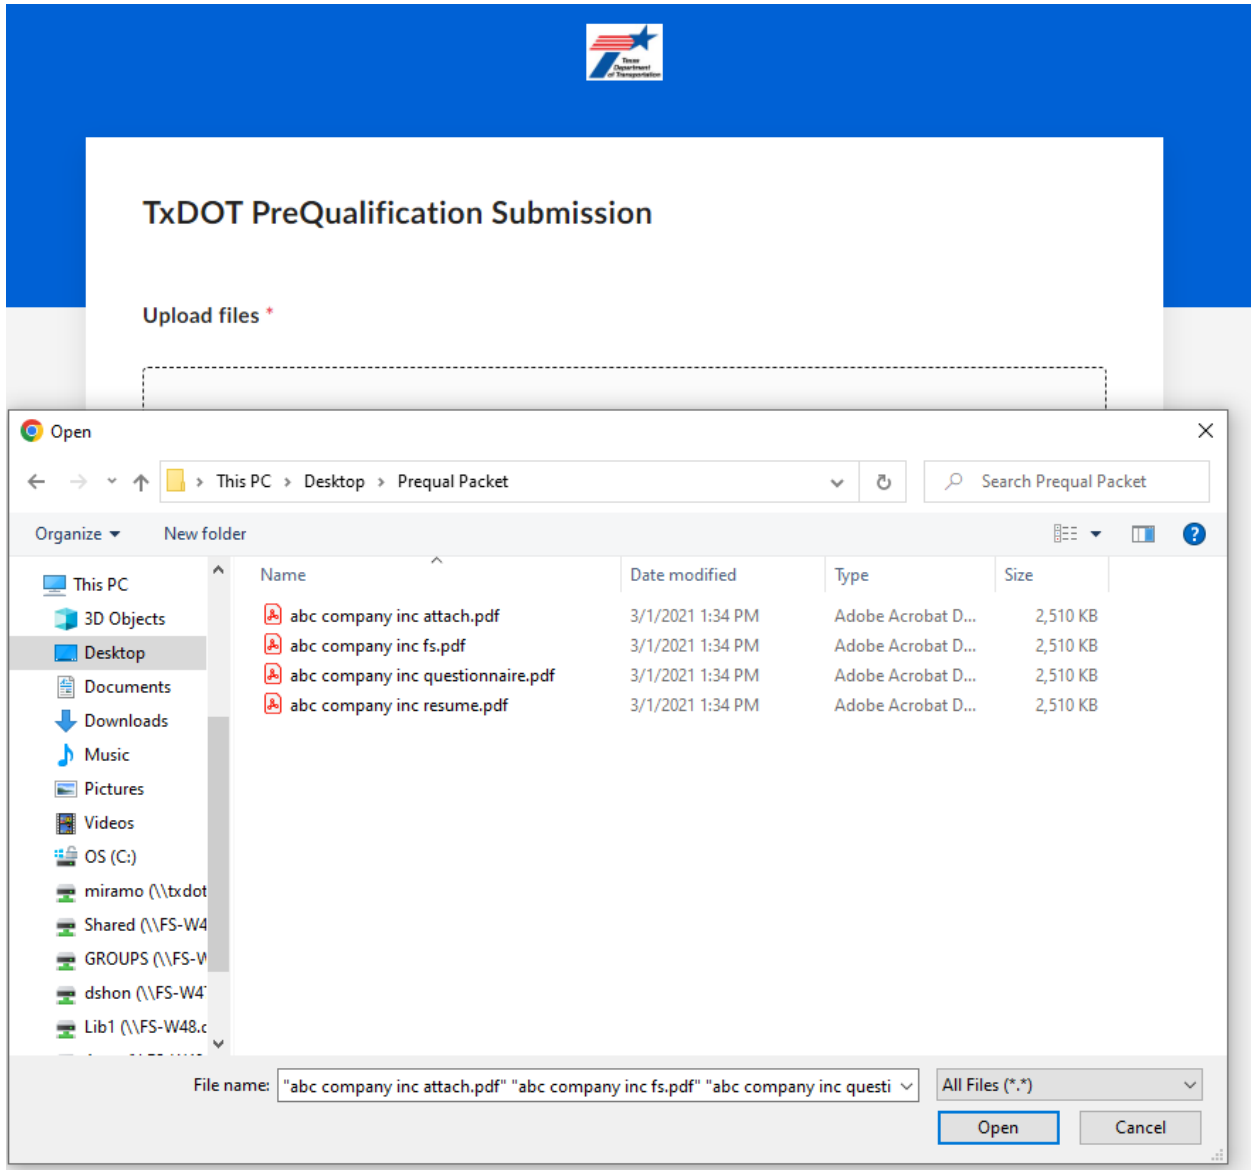 Texas
Department
of Transportation
TxDOT PreQualification Submission
Upload files *
Open
This PC > Desktop > Prequal Packet
Search Prequal Packet
Organize
New folder
Name Date modified Type Size
This PC
3D Objects
Desktop
Documents
Downloads
Music
Pictures
Videos
OS (C:)
miramo (\\txdot
Shared (\\FS-W4
GROUPS (\\FS-W
dshon (\\FS-W4
Lib1 (\\FS-W48.c
abc company inc attach.pdf 3/1/2021 1:34 PM Adobe Acrobat D... 2,510 KB
abc company inc fs.pdf 3/1/2021 1:34 PM Adobe Acrobat D... 2,510 KB
abc company inc questionnaire.pdf 3/1/2021 1:34 PM Adobe Acrobat D... 2,510 KB
abc company inc resume.pdf 3/1/2021 1:34 PM Adobe Acrobat D... 2,510 KB
File name: "abc company inc attach.pdf" "abc company inc fs.pdf" "abc company inc questi
All Files (*.*)
Open
Cancel